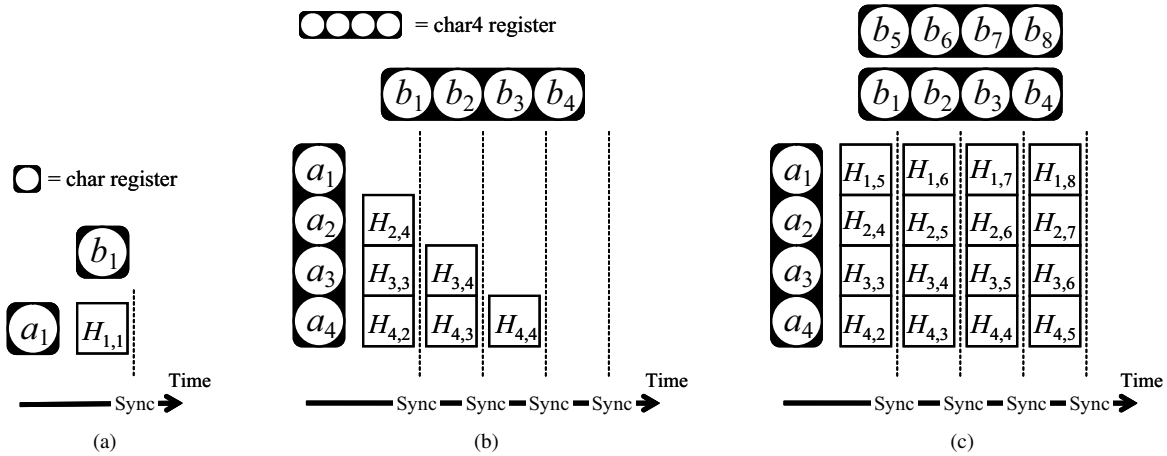 = char register
b1
a1 H1,1
Time
Sync
(a)
= char4 register
b1 b2 b3 b4
a1
a2 H2,4
a3 H3,3 H3,4
a4 H4,2 H4,3 H4,4
Time
Sync Sync Sync Sync
(b)
b5 b6 b7 b8
b1 b2 b3 b4
a1 H1,5 H1,6 H1,7 H1,8
a2 H2,4 H2,5 H2,6 H2,7
a3 H3,3 H3,4 H3,5 H3,6
a4 H4,2 H4,3 H4,4 H4,5
Time
Sync Sync Sync Sync
(c)